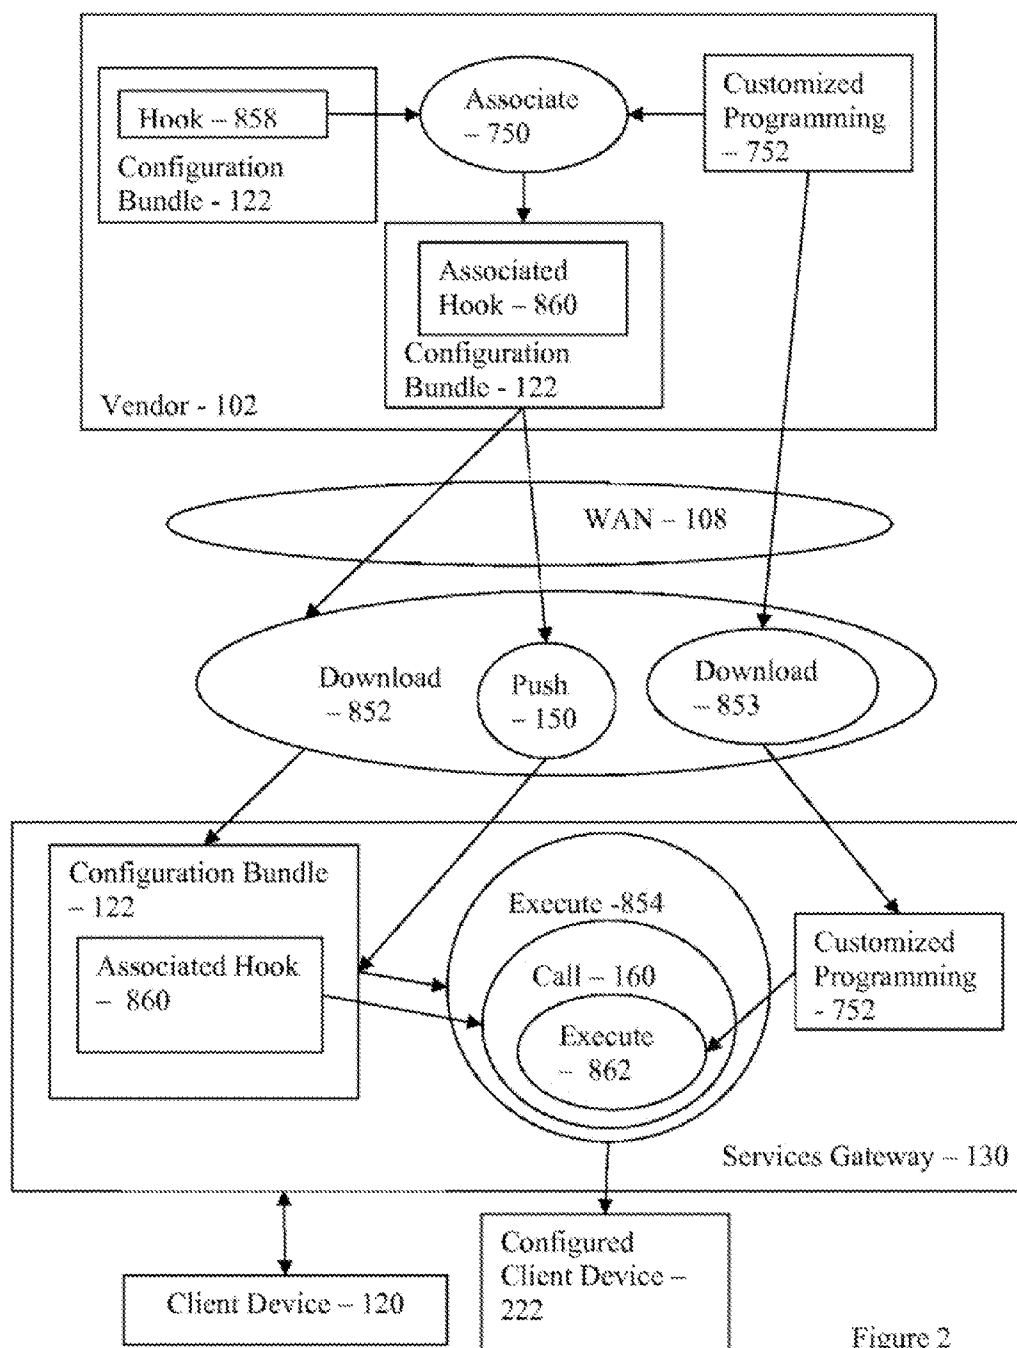 Hook – 858
Configuration
Bundle - 122
Associate
– 750
Customized
Programming
– 752
Associated
Hook – 860
Configuration
Bundle - 122
Vendor - 102
WAN – 108
Download
– 852
Push
– 150
Download
– 853
Configuration Bundle
– 122
Associated Hook
– 860
Execute -854
Call – 160
Execute
– 862
Customized
Programming
- 752
Services Gateway – 130
Client Device – 120
Configured
Client Device –
222
Figure 2